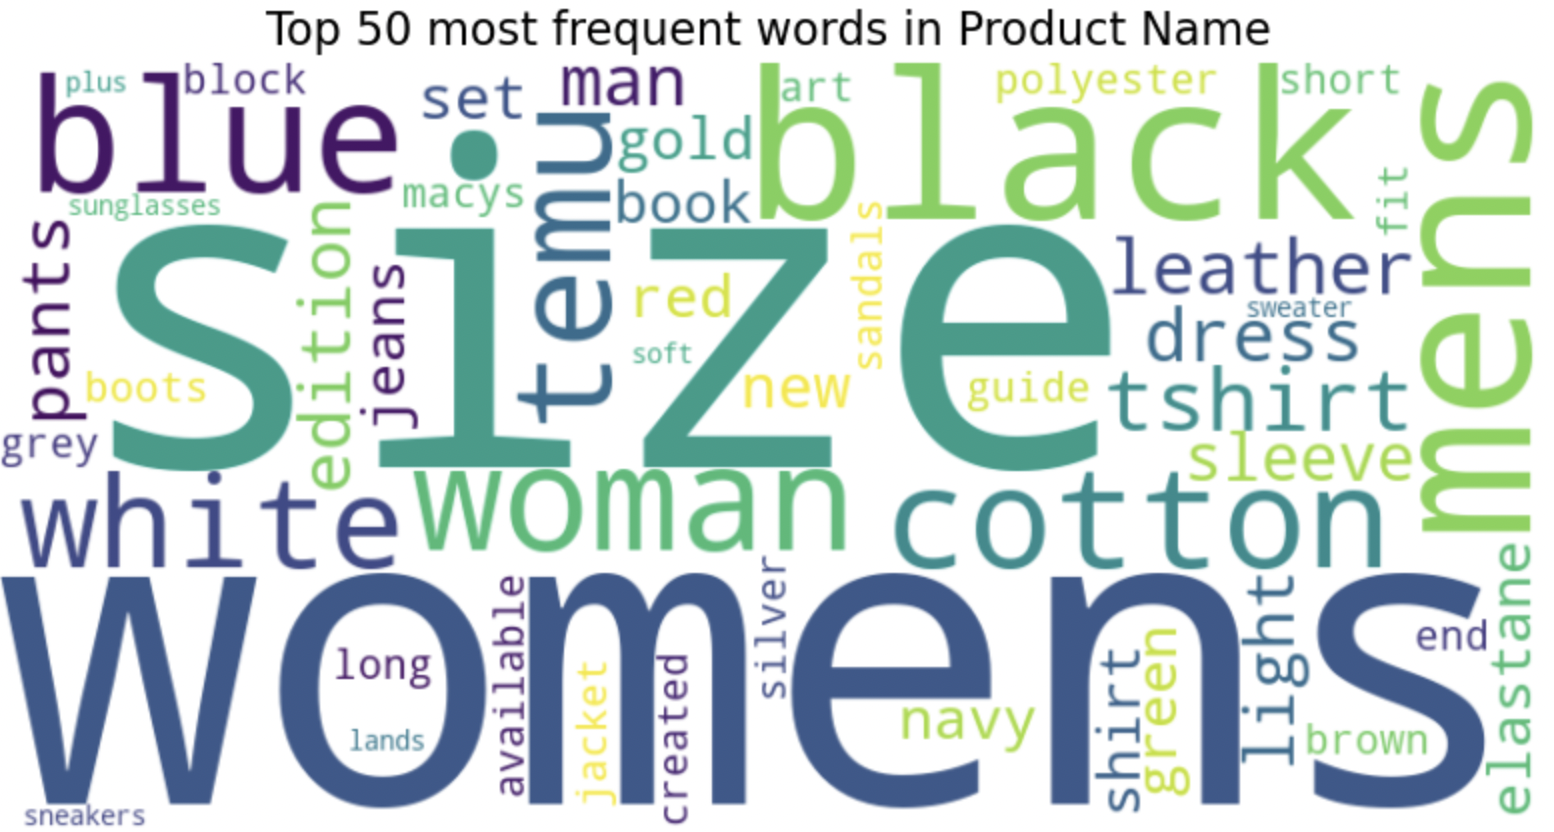 Top 50 most frequent words in Product Name
plus
block
blue
set
man
art
black
polyester
short
mens
gold
temu
macys
book
sunglasses
fit
pants
size
edition
jeans
red
sandals
leather
sweater
dress
soft
boots
new
guide
tshirt
grey
sleeve
white
woman
cotton
womens
long
available
silver
light
end
elastane
lands
jacket
created
navy
shirt
green
brown
sneakers